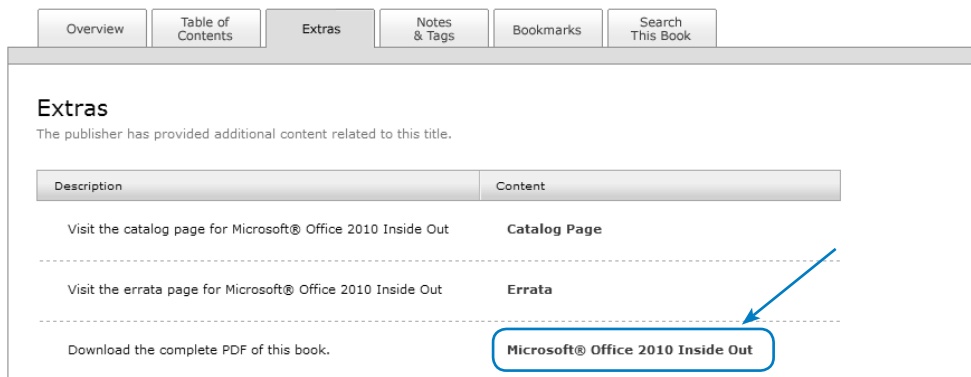 Overview
Table of
Contents
Extras
Notes
& Tags
Bookmarks
Search
This Book
Extras
The publisher has provided additional content related to this title.
Description Content
Visit the catalog page for Microsoft® Office 2010 Inside Out Catalog Page
Visit the errata page for Microsoft® Office 2010 Inside Out Errata
Download the complete PDF of this book. Microsoft® Office 2010 Inside Out